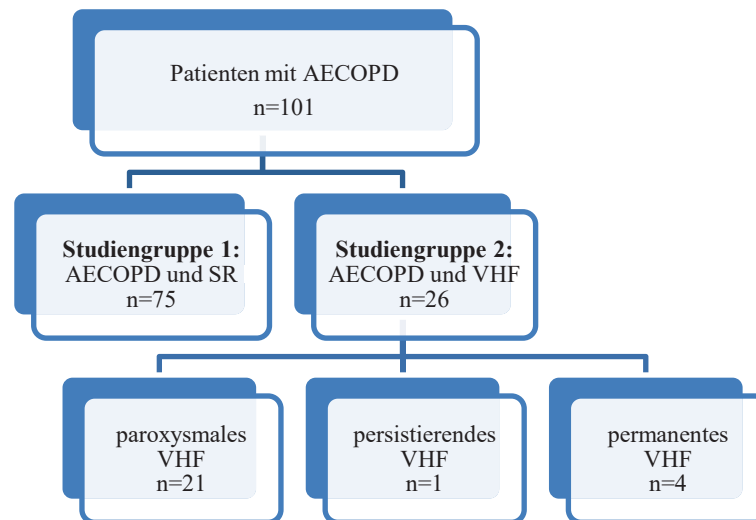 Patienten mit AECOPD
n=101
Studiengruppe 1:
AECOPD und SR
n=75
Studiengruppe 2:
AECOPD und VHF
n=26
paroxysmales
VHF
n=21
persistierendes
VHF
n=1
permanentes
VHF
n=4